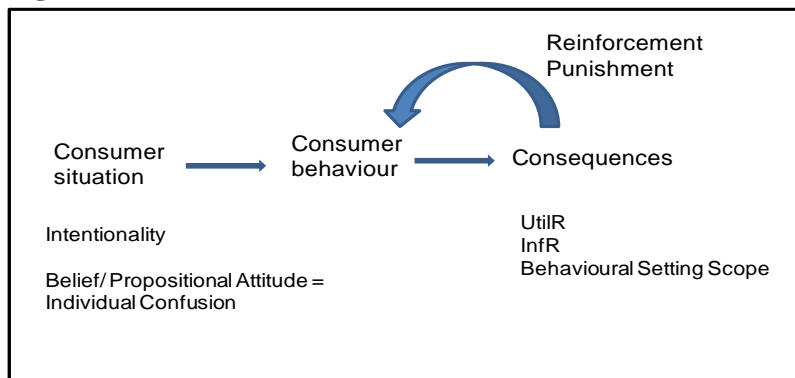 Reinforcement
Punishment
Consumer
situation
Consumer
behaviour
Consequences
Intentionality
Belief/ Propositional Attitude =
Individual Confusion
UtilR
InfR
Behavioural Setting Scope